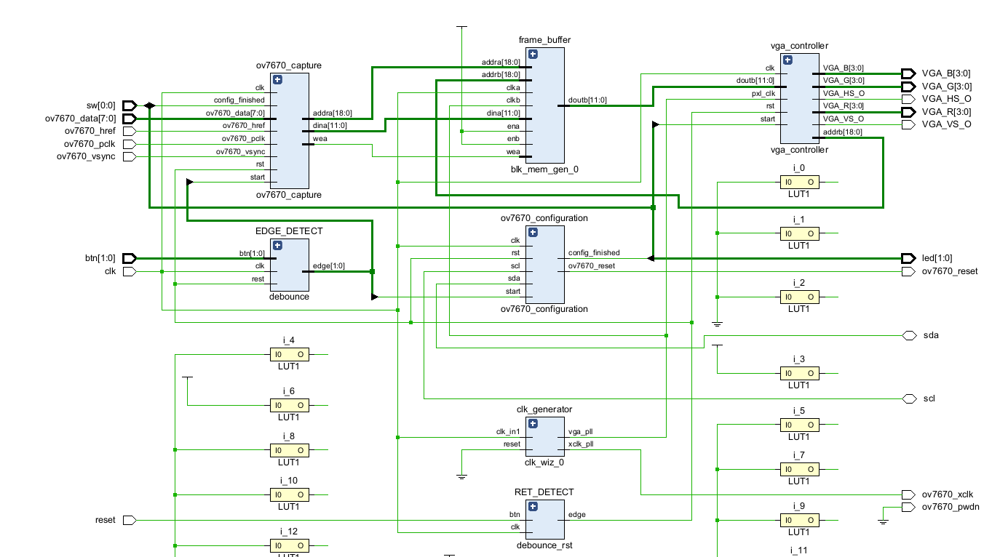 sw[0:0]
ov7670_data[7:0]
ov7670_href
ov7670_pclk
ov7670_vsync
ov7670_capture
clk
config_finished
ov7670_data[7:0]
ov7670_href
ov7670_pclk
ov7670_vsync
rst
start
addra[18:0]
dina[11:0]
wea
ov7670_capture
frame_buffer
addra[18:0]
addrb[18:0]
clka
clkb
dina[11:0]
ena
enb
wea
doutb[11:0]
blk_mem_gen_0
vga_controller
clk
doutb[11:0]
pxl_clk
rst
start
VGA_B[3:0]
VGA_G[3:0]
VGA_HS_O
VGA_R[3:0]
VGA_VS_O
addrb[18:0]
vga_controller
VGA_B[3:0]
VGA_G[3:0]
VGA_HS_O
VGA_R[3:0]
VGA_VS_O
i_0
I0 O
LUT1
i_1
I0 O
LUT1
btn[1:0]
clk
EDGE_DETECT
btn[1:0]
clk
rest
edge[1:0]
debounce
ov7670_configuration
clk
rst
scl
sda
start
config_finished
ov7670_reset
ov7670_configuration
led[1:0]
ov7670_reset
i_2
I0 O
LUT1
sda
i_4
I0 O
LUT1
i_3
I0 O
LUT1
i_6
I0 O
LUT1
scl
clk_generator
clk_in1
reset
vga_pll
xclk_pll
clk_wiz_0
i_5
I0 O
LUT1
i_8
I0 O
LUT1
i_7
I0 O
LUT1
i_10
I0 O
LUT1
ov7670_xclk
ov7670_pwdn
reset
RET_DETECT
btn
clk
edge
debounce_rst
i_9
I0 O
LUT1
i_12
I0 O
LUT1
i_11